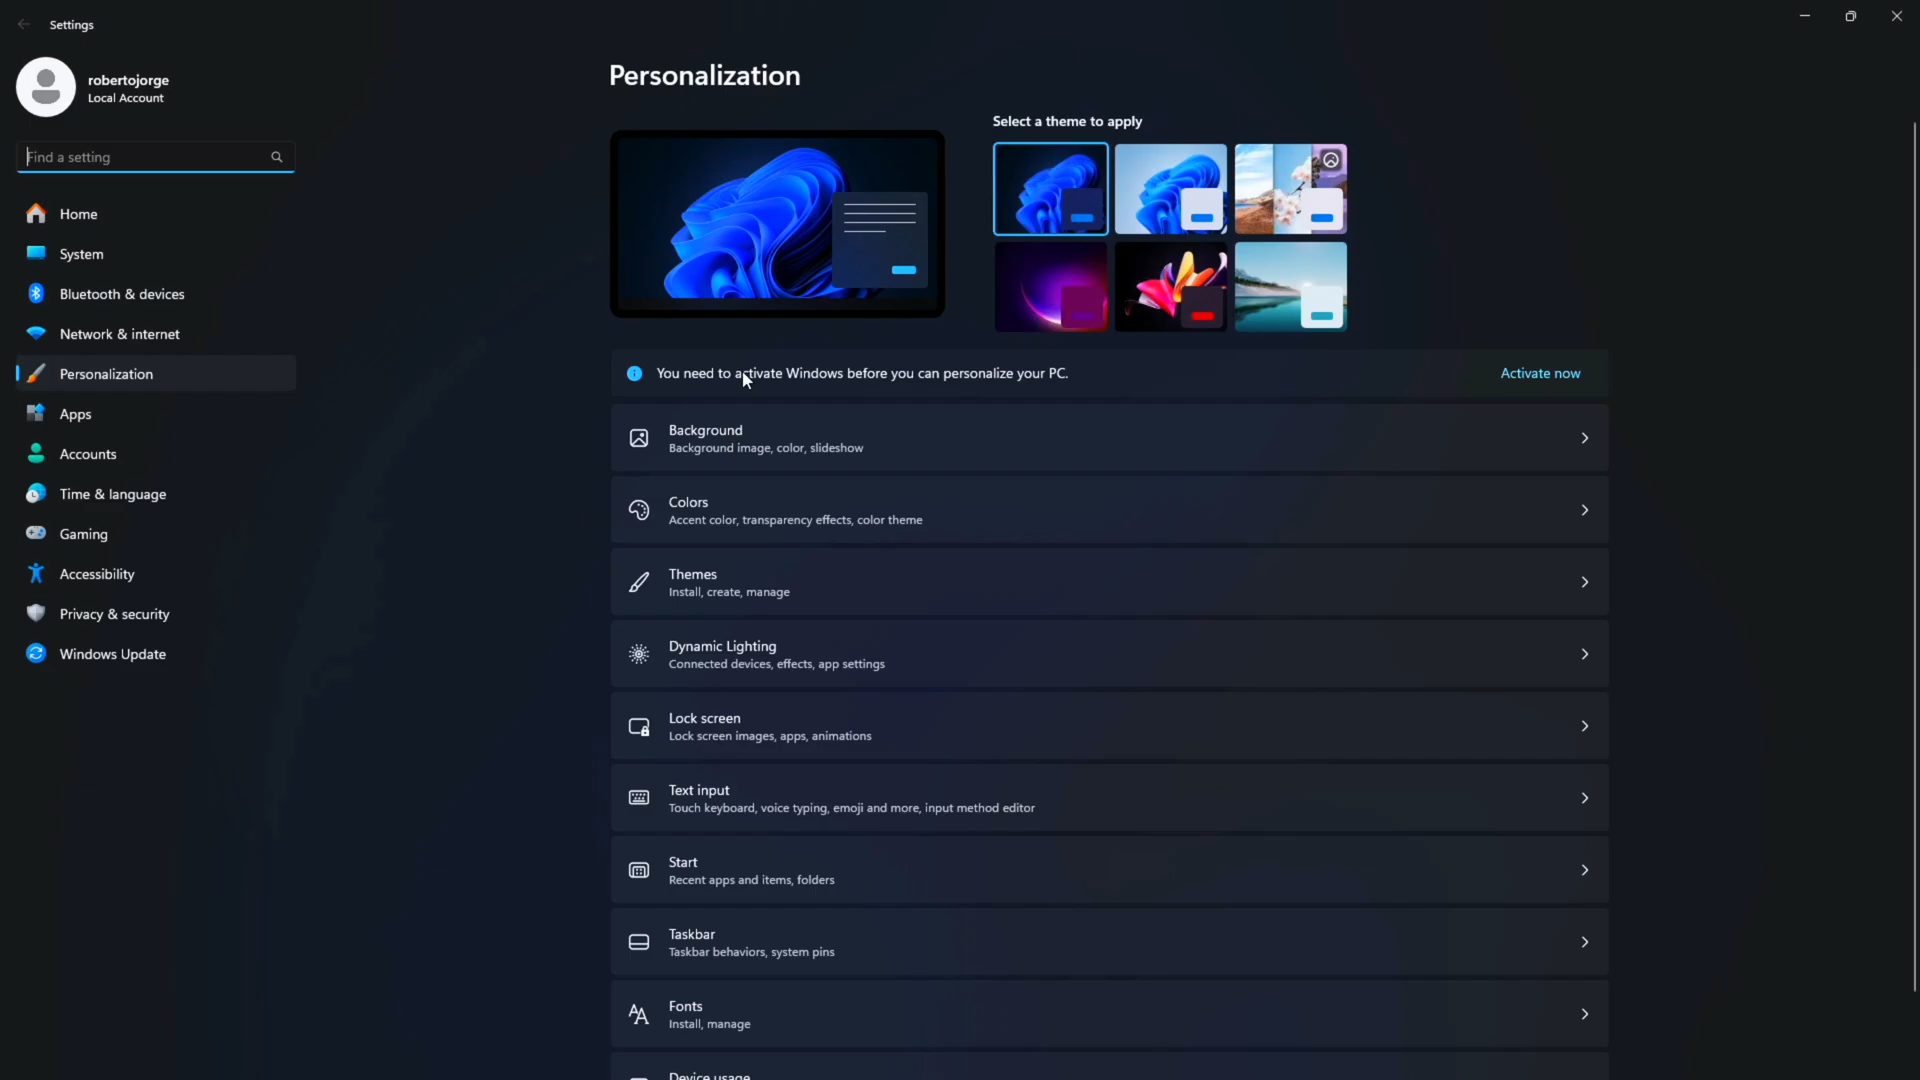 Settings
robertojorge
Local Account
Find a setting
Home
System
Bluetooth & devices
Network & internet
Personalization
Apps
Accounts
Time & language
Gaming
Accessibility
Privacy & security
Windows Update
Personalization
Select a theme to apply
You need to activate Windows before you can personalize your PC.
Activate now
Background
Background image, color, slideshow
Colors
Accent color, transparency effects, color theme
Themes
Install, create, manage
Dynamic Lighting
Connected devices, effects, app settings
Lock screen
Lock screen images, apps, animations
Text input
Touch keyboard, voice typing, emoji and more, input method editor
Start
Recent apps and items, folders
Taskbar
Taskbar behaviors, system pins
Fonts
Install, manage
Device usage